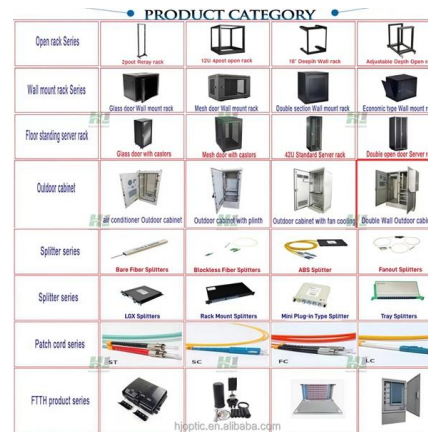 PRODUCT CATEGORY
Open rack Series
2post Relay rack
12U 4post open rack
18" Deepih Wall rack
Adjustable Depth Open r
Wall mount rack Series
Glass door Wall mount rack
Mesh door Wall mount rack
Double section Wall mount rack
Economic type Wall mount r
Floor standing server rack
Glass door with castors
Mesh door with castors
42U Standard Server rack
Double open door Server r
Outdoor cabinet
air conditioner Outdoor cabinet
Outdoor cabinet with plinth
Outdoor cabinet with fan cooling
Double Wall Outdoor cabi
Splitter series
Bare Fiber Splitters
Blockless Fiber Splitters
ABS Splitter
Fanout Splitters
Splitter series
LGX Splitters
Rack Mount Splitters
Mini Plug-in Type Splitter
Tray Splitters
Patch cord series
ST
SC
FC
LC
FTTH product series
hjoptic.en.alibaba.com